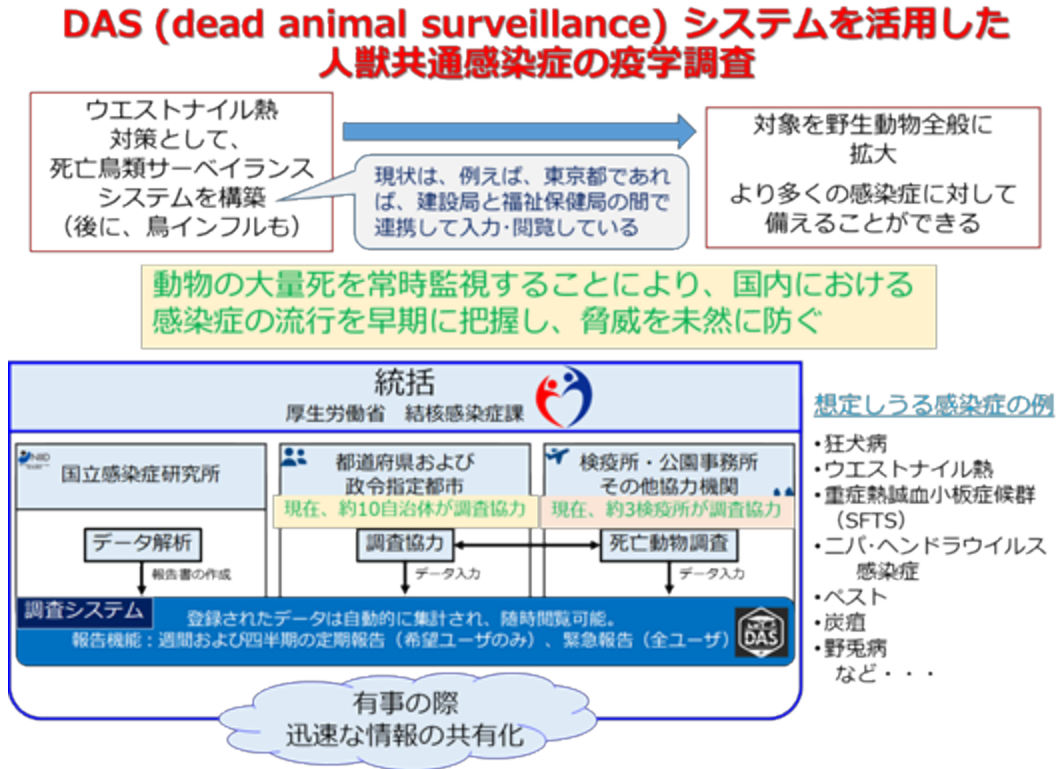 DAS (dead animal surveillance) システムを活用した
人獣共通感染症の疫学調査
ウエストナイル熱
対策として、
死亡鳥類サーベイランス
システムを構築
（後に、鳥インフルも）
現状は、例えば、東京都であれ
ば、建設局と福祉保健局の間で
連携して入力･閲覧している
対象を野生動物全般に
拡大
より多くの感染症に対して
備えることができる
動物の大量死を常時監視することにより、国内における
感染症の流行を早期に把握し、脅威を未然に防ぐ
統括
厚生労働省　結核感染症課
NIID
国立感染症研究所
データ解析
報告書の作成
都道府県および
政令指定都市
現在、約10自治体が調査協力
調査協力
データ入力
検疫所・公園事務所
その他協力機関
現在、約3検疫所が調査協力
死亡動物調査
データ入力
調査システム
登録されたデータは自動的に集計され、随時閲覧可能。
報告機能：週間および四半期の定期報告（希望ユーザのみ）、緊急報告（全ユーザ）
DAS
有事の際
迅速な情報の共有化
想定しうる感染症の例
･狂犬病
･ウエストナイル熱
･重症熱誠血小板症候群
（SFTS）
･ニパ･ヘンドラウイルス
感染症
･ペスト
･炭疽
･野兎病
など・・・